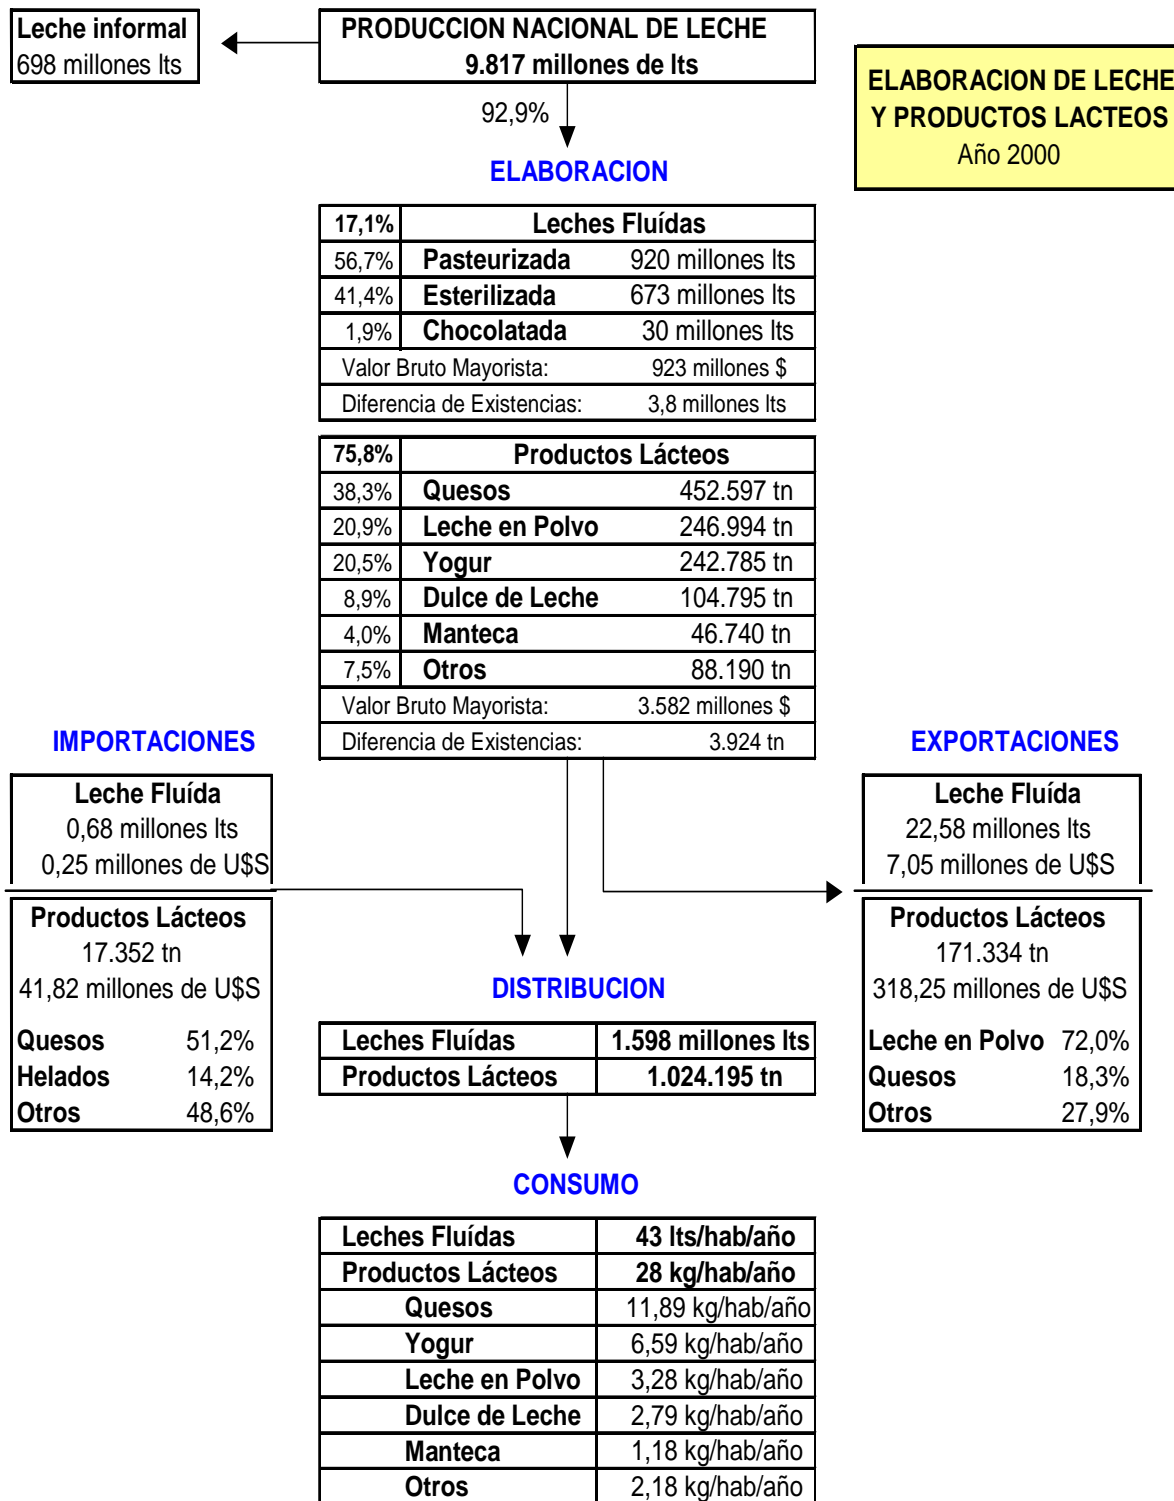 Leche informal
698 millones lts
PRODUCCION NACIONAL DE LECHE
9.817 millones de lts
ELABORACION DE LECHE
Y PRODUCTOS LACTEOS
Año 2000
92,9%
ELABORACION
17,1% Leches Fluídas
56,7% Pasteurizada 920 millones lts
41,4% Esterilizada 673 millones lts
1,9% Chocolatada 30 millones lts
Valor Bruto Mayorista: 923 millones $
Diferencia de Existencias: 3,8 millones lts
75,8% Productos Lácteos
38,3% Quesos 452.597 tn
20,9% Leche en Polvo 246.994 tn
20,5% Yogur 242.785 tn
8,9% Dulce de Leche 104.795 tn
4,0% Manteca 46.740 tn
7,5% Otros 88.190 tn
Valor Bruto Mayorista: 3.582 millones $
Diferencia de Existencias: 3.924 tn
IMPORTACIONES
Leche Fluída
0,68 millones lts
0,25 millones de U$S
Productos Lácteos
17.352 tn
41,82 millones de U$S
Quesos 51,2%
Helados 14,2%
Otros 48,6%
EXPORTACIONES
Leche Fluída
22,58 millones lts
7,05 millones de U$S
Productos Lácteos
171.334 tn
318,25 millones de U$S
Leche en Polvo 72,0%
Quesos 18,3%
Otros 27,9%
DISTRIBUCION
Leches Fluídas 1.598 millones lts
Productos Lácteos 1.024.195 tn
CONSUMO
Leches Fluídas 43 lts/hab/año
Productos Lácteos 28 kg/hab/año
Quesos 11,89 kg/hab/año
Yogur 6,59 kg/hab/año
Leche en Polvo 3,28 kg/hab/año
Dulce de Leche 2,79 kg/hab/año
Manteca 1,18 kg/hab/año
Otros 2,18 kg/hab/año